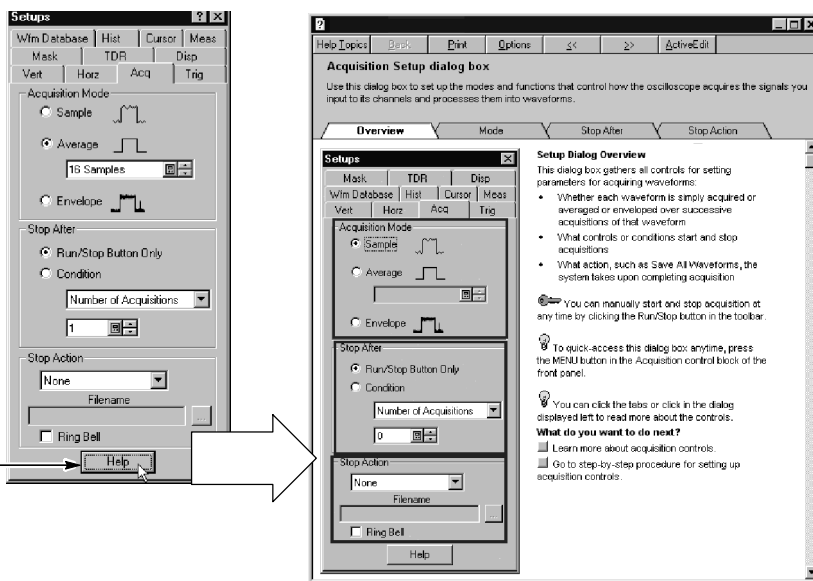 Setups
Wfm Database Hist Cursor Meas
Mask TDR Disp
Vert Horz Acq Trig
Acquisition Mode
Sample
Average
16 Samples
Envelope
Stop After
Run/Stop Button Only
Condition
Number of Acquisitions
1
Stop Action
None
Filename
...
Ring Bell
Help
?
Help Topics Back Print Options << >> ActiveEdit
Acquisition Setup dialog box
Use this dialog box to set up the modes and functions that control how the oscilloscope acquires the signals you
input to its channels and processes them into waveforms.
Overview Mode Stop After Stop Action
Setups
Mask TDR Disp
Wfm Database Hist Cursor Meas
Vert Horz Acq Trig
Acquisition Mode
Sample
Average
Envelope
Stop After
Run/Stop Button Only
Condition
Number of Acquisitions
0
Stop Action
None
Filename
...
Ring Bell
Help
Setup Dialog Overview
This dialog box gathers all controls for setting
parameters for acquiring waveforms:
• Whether each waveform is simply acquired or
averaged or enveloped over successive
acquisitions of that waveform
• What controls or conditions start and stop
acquisitions
• What action, such as Save All Waveforms, the
system takes upon completing acquisition
You can manually start and stop acquisition at
any time by clicking the Run/Stop button in the toolbar.
To quick-access this dialog box anytime, press
the MENU button in the Acquisition control block of the
front panel.
You can click the tabs or click in the dialog
displayed left to read more about the controls.
What do you want to do next?
Learn more about acquisition controls.
Go to step-by-step procedure for setting up
acquisition controls.